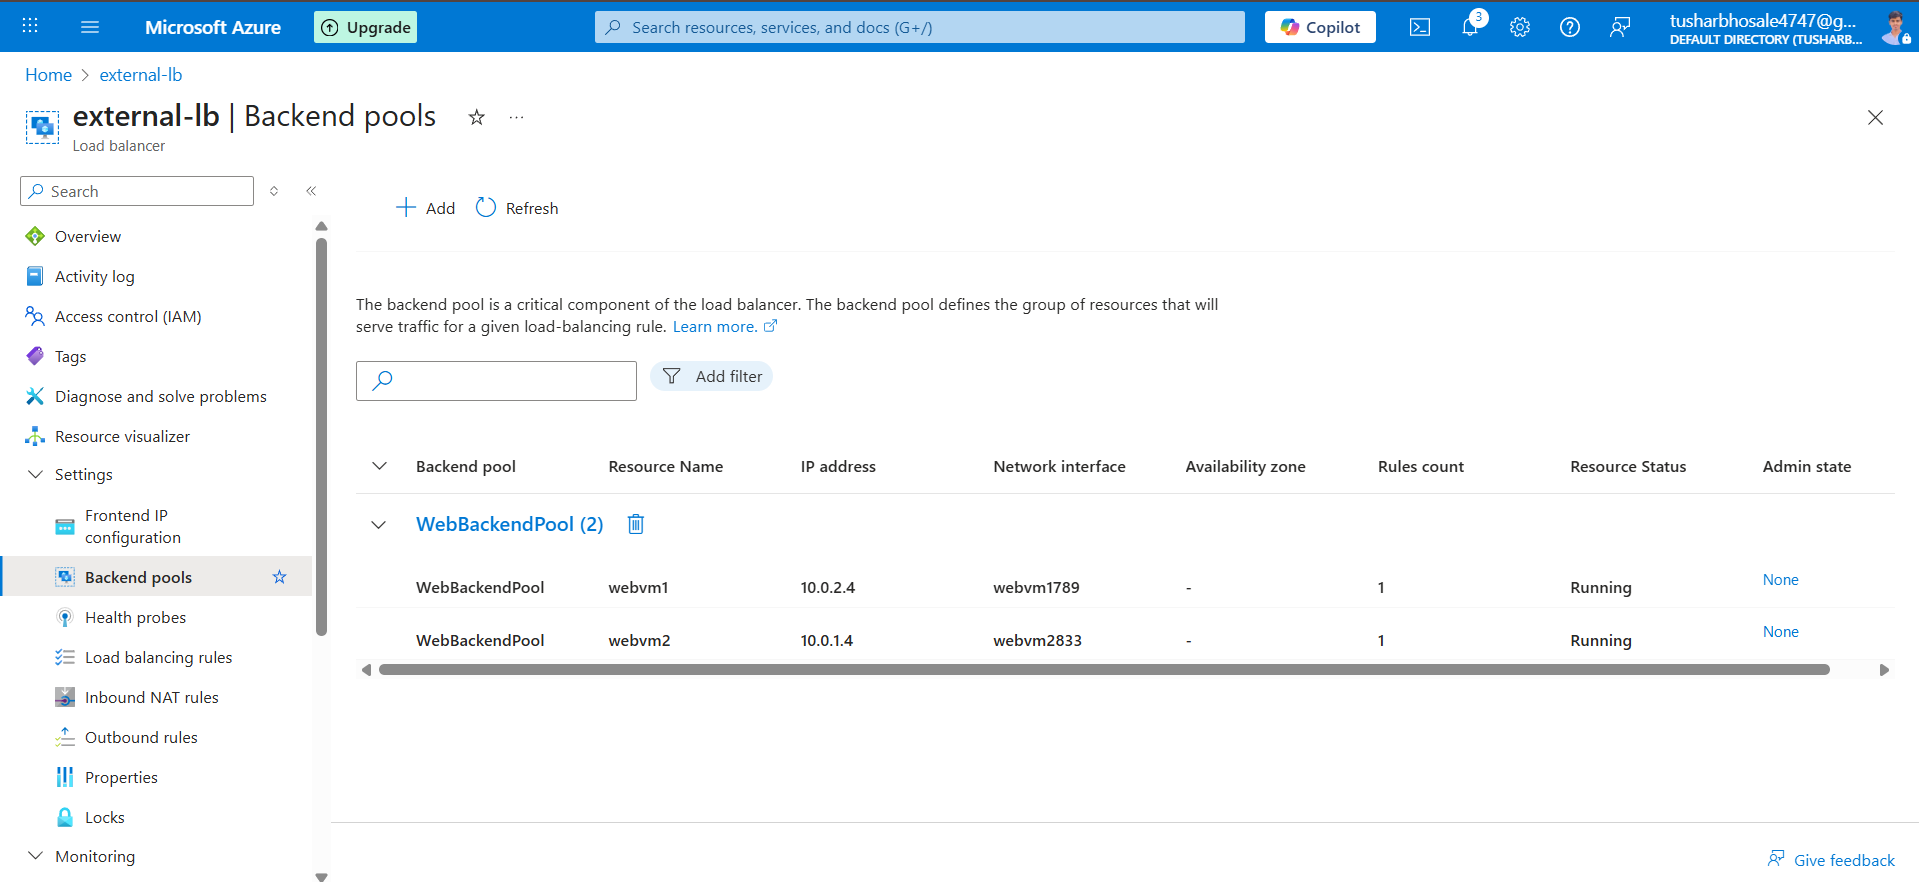 Microsoft Azure
Upgrade
Search resources, services, and docs (G+/)
Copilot
3
tusharbhosale4747@g...
DEFAULT DIRECTORY (TUSHARB...
Home > external-lb
external-lb | Backend pools
...
Load balancer
Search
Add
Refresh
Overview
Activity log
Access control (IAM)
Tags
Diagnose and solve problems
Resource visualizer
Settings
Frontend IP
configuration
Backend pools
Health probes
Load balancing rules
Inbound NAT rules
Outbound rules
Properties
Locks
Monitoring
The backend pool is a critical component of the load balancer. The backend pool defines the group of resources that will
serve traffic for a given load-balancing rule. Learn more.
Add filter
Backend pool Resource Name IP address Network interface Availability zone Rules count Resource Status Admin state
WebBackendPool (2)
WebBackendPool webvm1 10.0.2.4 webvm1789 - 1 Running None
WebBackendPool webvm2 10.0.1.4 webvm2833 - 1 Running None
Give feedback